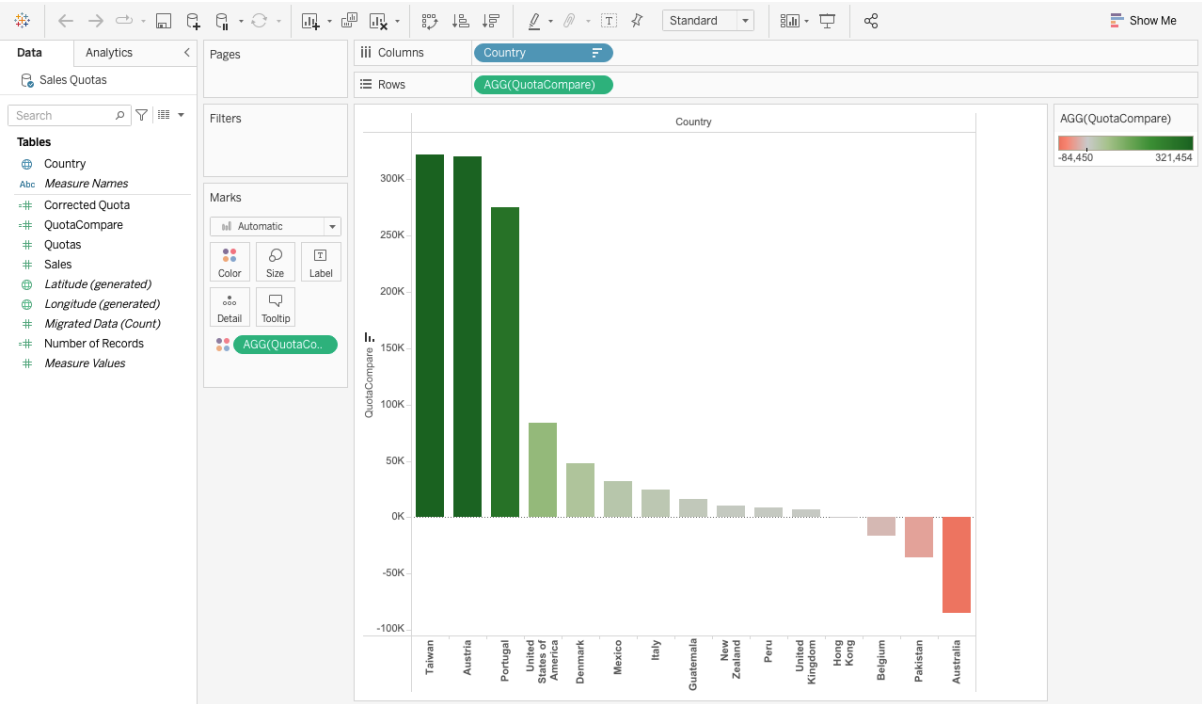 Standard
Show Me
Data
Analytics
Sales Quotas
Search
Tables
Country
Abc Measure Names
Corrected Quota
QuotaCompare
Quotas
Sales
Latitude (generated)
Longitude (generated)
Migrated Data (Count)
Number of Records
Measure Values
Pages
Filters
Marks
Automatic
Color
Size
Label
Detail
Tooltip
AGG(QuotaCo..
Columns
Country
Rows
AGG(QuotaCompare)
Country
QuotaCompare
300K
250K
200K
150K
100K
50K
0K
-50K
-100K
Taiwan
Austria
Portugal
United
States of
America
Denmark
Mexico
Italy
Guatemala
New
Zealand
Peru
United
Kingdom
Hong
Kong
Belgium
Pakistan
Australia
AGG(QuotaCompare)
-84,450
321,454